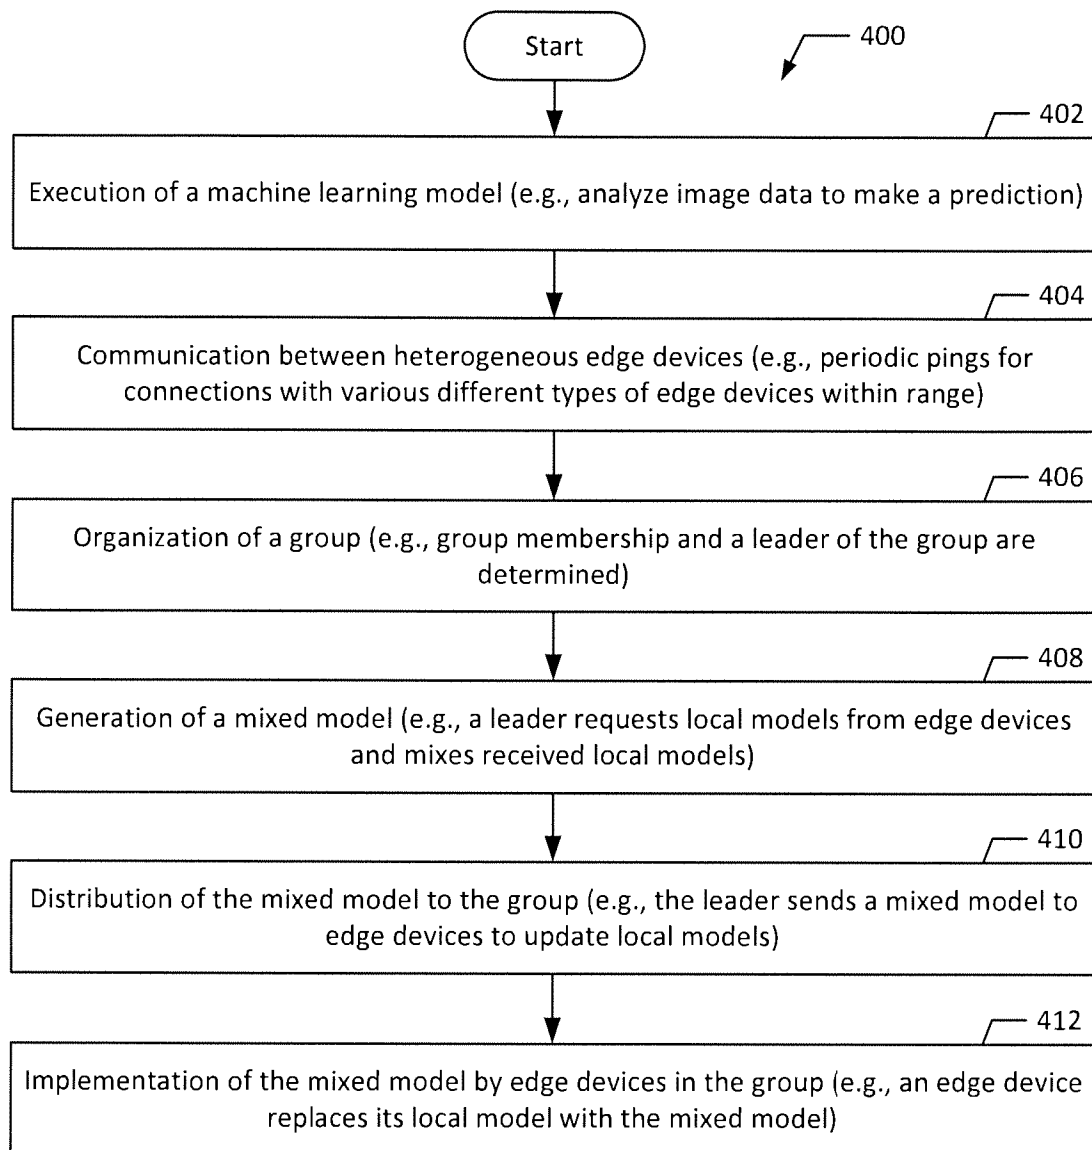 Start
400
402
Execution of a machine learning model (e.g., analyze image data to make a prediction)
404
Communication between heterogeneous edge devices (e.g., periodic pings for
connections with various different types of edge devices within range)
406
Organization of a group (e.g., group membership and a leader of the group are
determined)
408
Generation of a mixed model (e.g., a leader requests local models from edge devices
and mixes received local models)
410
Distribution of the mixed model to the group (e.g., the leader sends a mixed model to
edge devices to update local models)
412
Implementation of the mixed model by edge devices in the group (e.g., an edge device
replaces its local model with the mixed model)